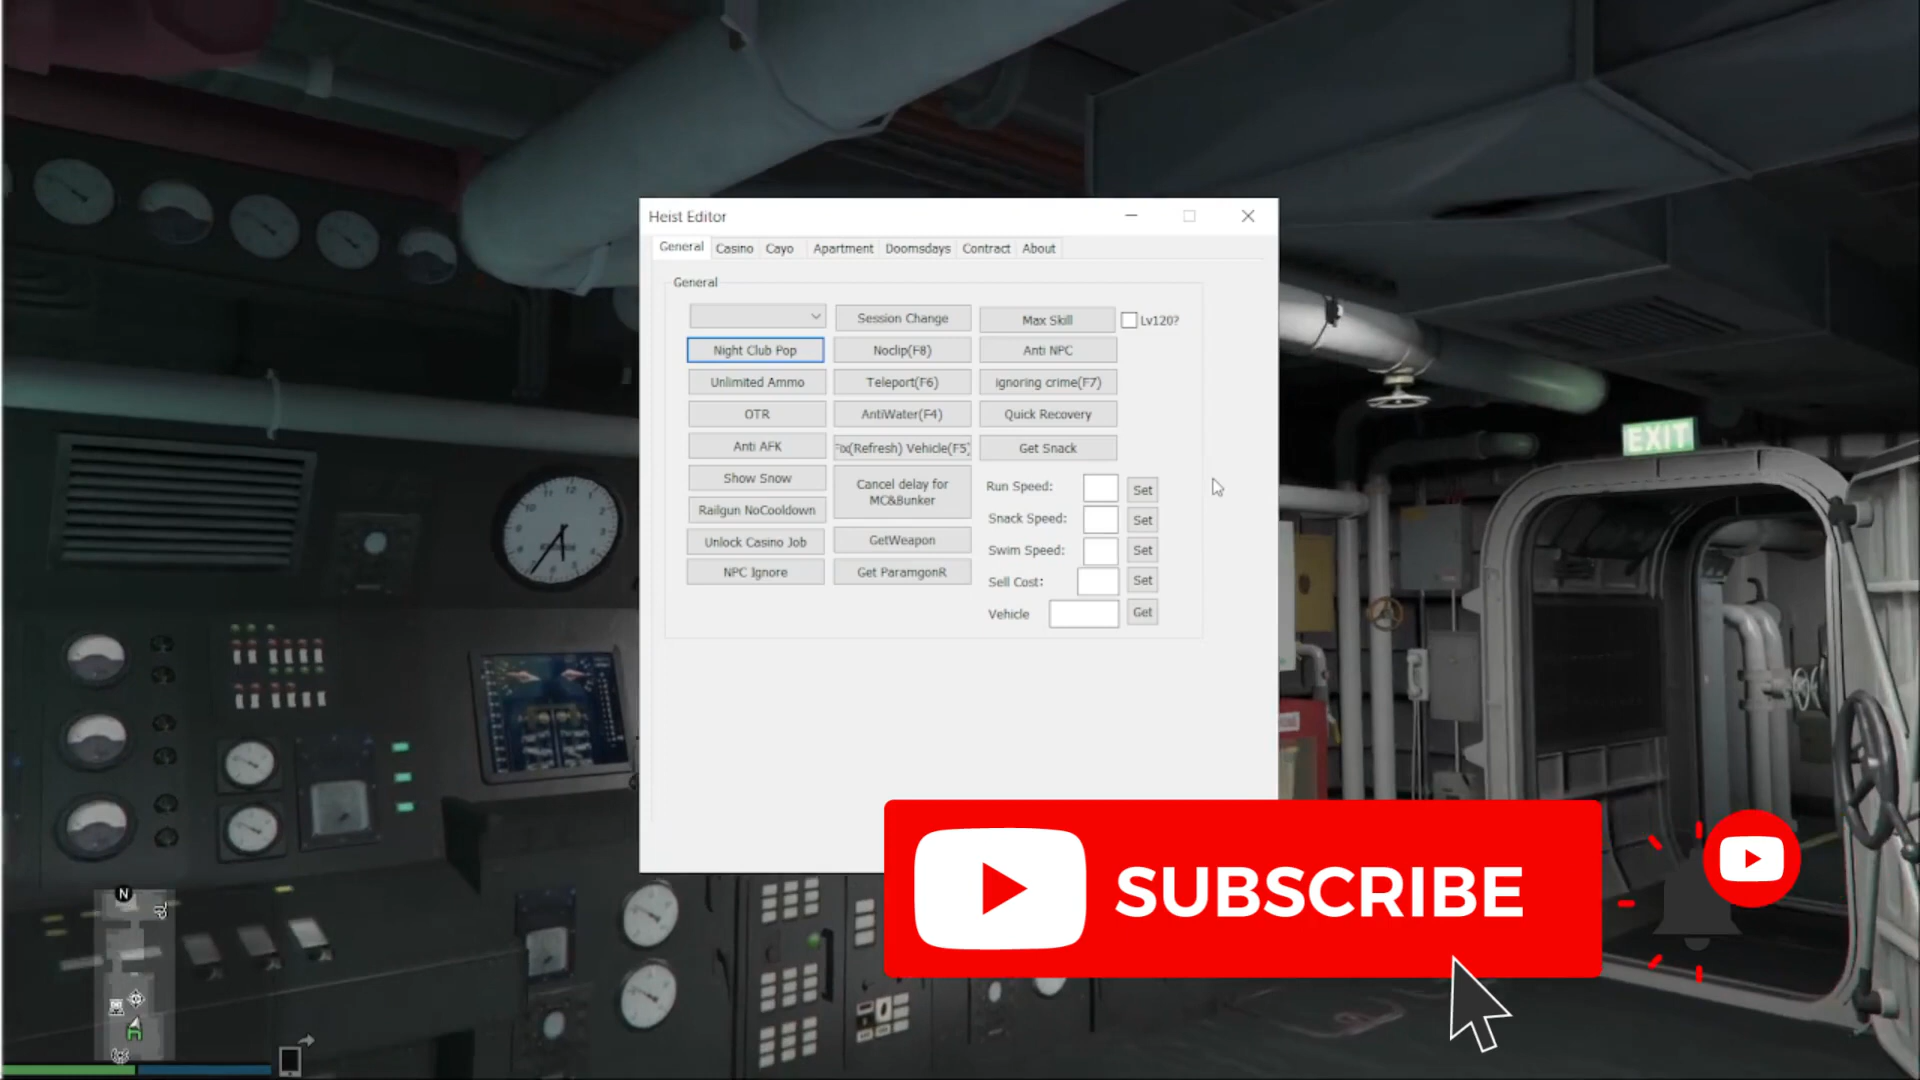 Heist Editor
General Casino Cayo Apartment Doomsdays Contract About
General
Session Change Max Skill Lv120?
Night Club Pop Noclip(F8) Anti NPC
Unlimited Ammo Teleport(F6) ignoring crime(F7)
OTR AntiWater(F4) Quick Recovery
Anti AFK Fix(Refresh) Vehicle(F5) Get Snack
Show Snow Cancel delay for
MC&Bunker
Run Speed: Set
Railgun NoCooldown Snack Speed: Set
Unlock Casino Job GetWeapon Swim Speed: Set
NPC Ignore Get ParamgonR Sell Cost: Set
Vehicle Get
EXIT
SUBSCRIBE
N